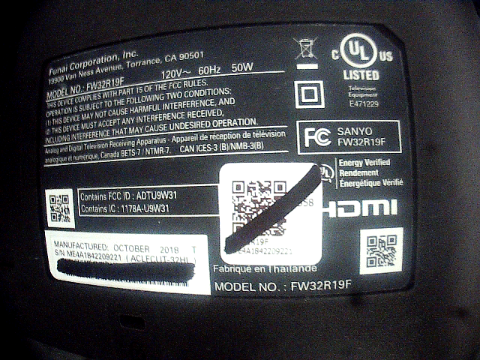 Funai Corporation, Inc.
19900 Van Ness Avenue, Torrance, CA 90501
MODEL NO.: FW32R19F 120V~ 60Hz 50W
THIS DEVICE COMPLIES WITH PART 15 OF THE FCC RULES.
OPERATION IS SUBJECT TO THE FOLLOWING TWO CONDITIONS:
(1) THIS DEVICE MAY NOT CAUSE HARMFUL INTERFERENCE, AND
(2) THIS DEVICE MUST ACCEPT ANY INTERFERENCE RECEIVED,
INCLUDING INTERFERENCE THAT MAY CAUSE UNDESIRED OPERATION.
Analog and Digital Television Receiving Apparatus - Appareil de réception de télévision
analogique et numérique, Canada BETS-7 / NTMR-7. CAN ICES-3 (B)/NMB-3(B)
C UL US
LISTED
Television
Equipment
E471229
FC SANYO
FW32R19F
UL Energy Verified
Rendement
Énergétique Vérifié
Contains FCC ID : ADTU9W31
Contains IC : 1178A-U9W31
HDMI
R19F
ME4A1842209221
MANUFACTURED: OCTOBER 2018 T
S/N ME4A1842209221 (ACLECUT-32HL)
Fabriqué en Thaïlande
MODEL NO. : FW32R19F